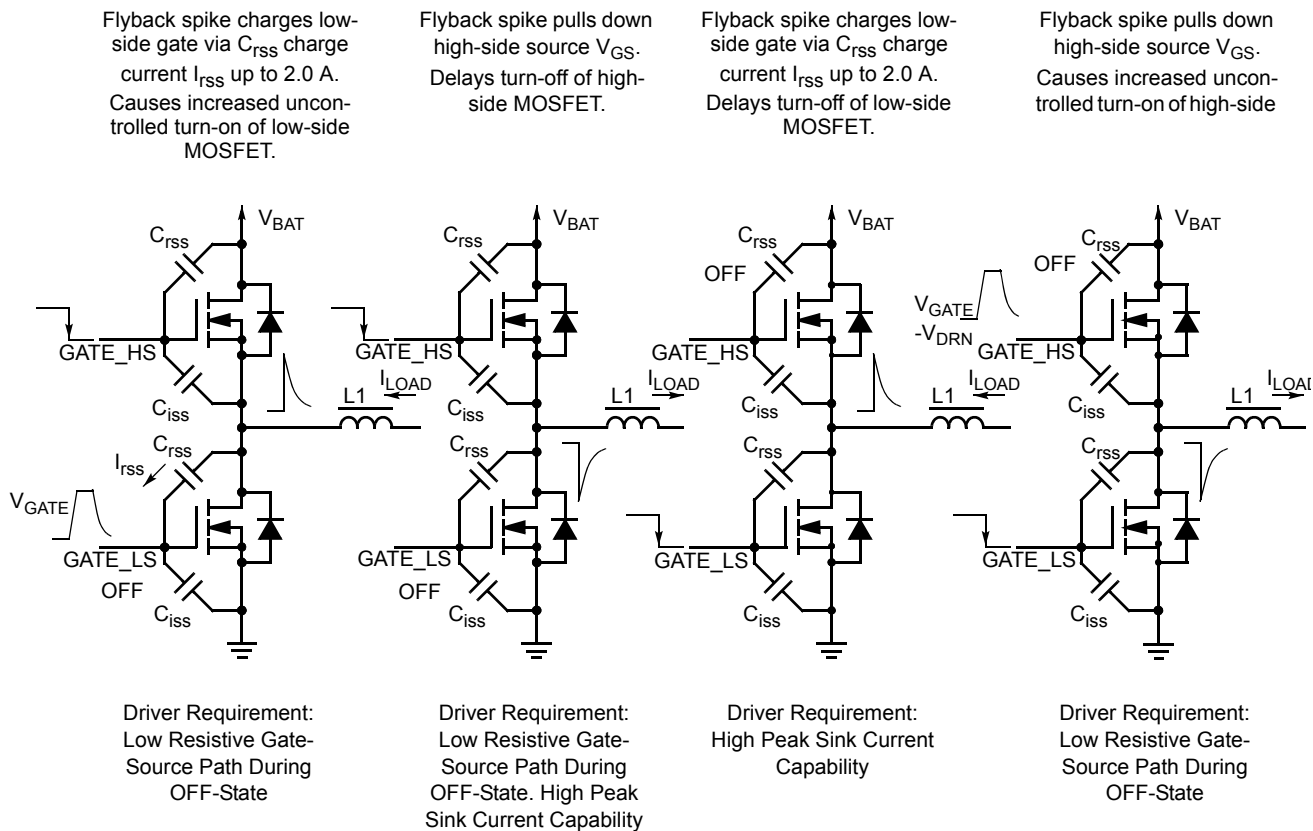 Flyback spike charges low-
side gate via Crss charge
current Irss up to 2.0 A.
Causes increased uncon-
trolled turn-on of low-side
MOSFET.
Flyback spike pulls down
high-side source VGS.
Delays turn-off of high-
side MOSFET.
Flyback spike charges low-
side gate via Crss charge
current Irss up to 2.0 A.
Delays turn-off of low-side
MOSFET.
Flyback spike pulls down
high-side source VGS.
Causes increased uncon-
trolled turn-on of high-side
VBAT
Crss
GATE_HS
Ciss
ILOAD
L1
Crss
Irss
VGATE
GATE_LS
OFF
Ciss
VBAT
Crss
GATE_HS
Ciss
ILOAD
L1
Crss
GATE_LS
OFF
Ciss
VBAT
Crss
OFF
GATE_HS
Ciss
ILOAD
L1
Crss
GATE_LS
Ciss
VBAT
Crss
OFF
VGATE
-VDRN
GATE_HS
Ciss
ILOAD
L1
Crss
GATE_LS
Ciss
Driver Requirement:
Low Resistive Gate-
Source Path During
OFF-State
Driver Requirement:
Low Resistive Gate-
Source Path During
OFF-State. High Peak
Sink Current Capability
Driver Requirement:
High Peak Sink Current
Capability
Driver Requirement:
Low Resistive Gate-
Source Path During
OFF-State